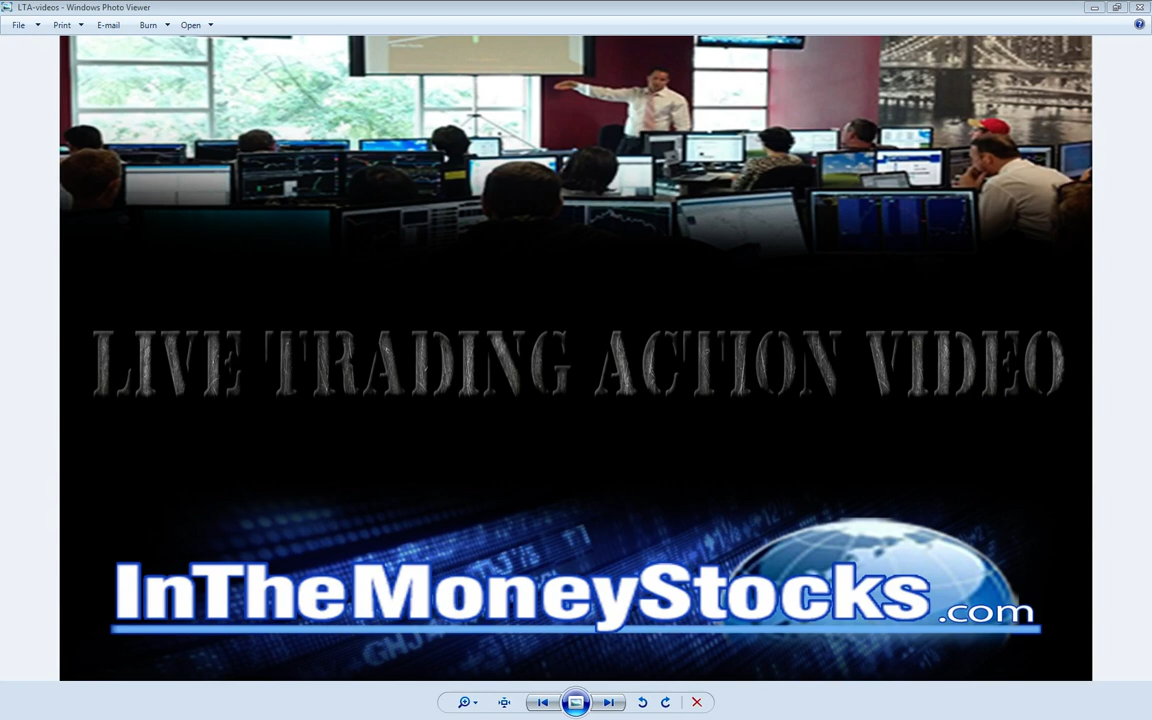 LTA-videos - Windows Photo Viewer
File Print E-mail Burn Open
LIVE TRADING ACTION VIDEO
InTheMoneyStocks.com